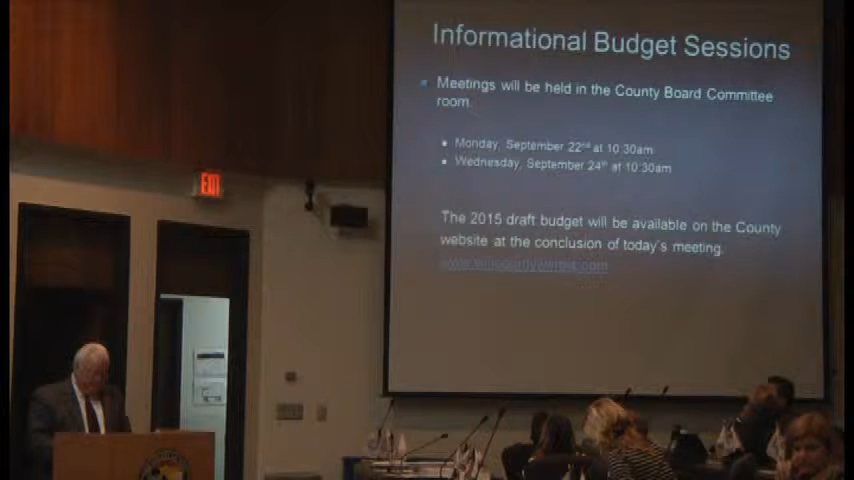 Informational Budget Sessions
Meetings will be held in the County Board Committee
room
Monday, September 22nd at 10:30am
Wednesday, September 24th at 10:30am
The 2015 draft budget will be available on the County
website at the conclusion of today's meeting.
EXIT